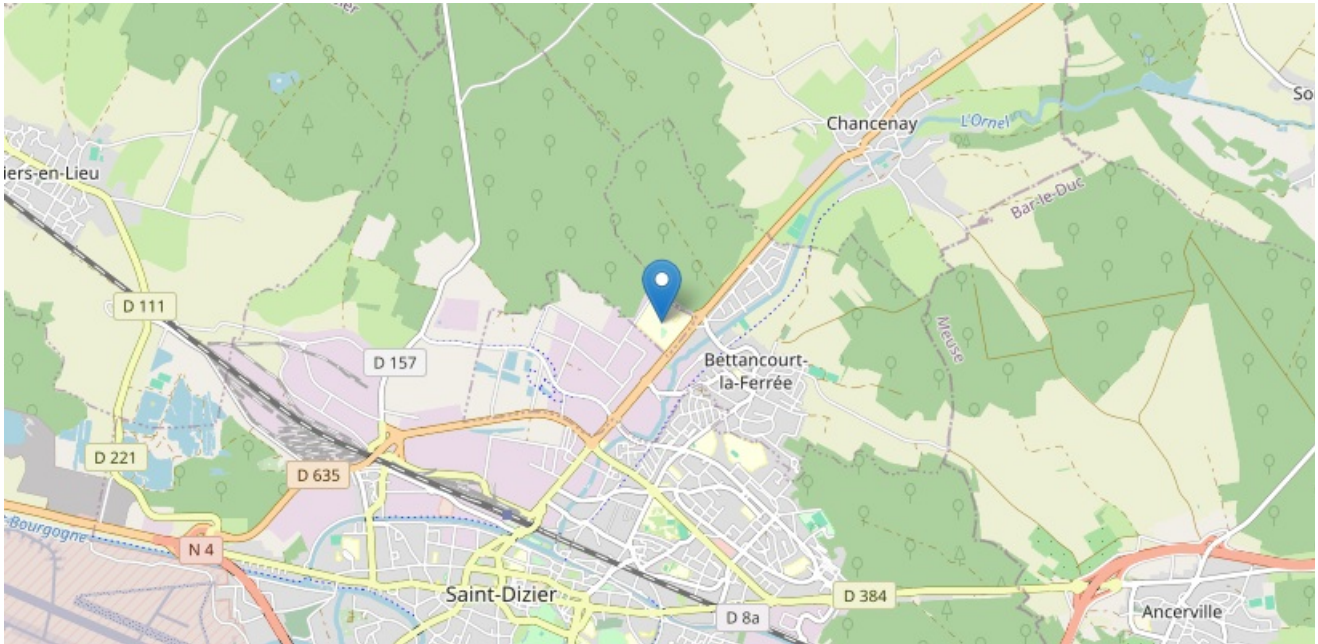 Chancenay
L'Ornel
So
iers-en-Lieu
Bar-le-Duc
D 111
Meuse
D 157
Bettancourt-
la-Ferrée
D 221
D 635
-Bourgogne
N 4
Saint-Dizier
D 384
D 8a
Ancerville